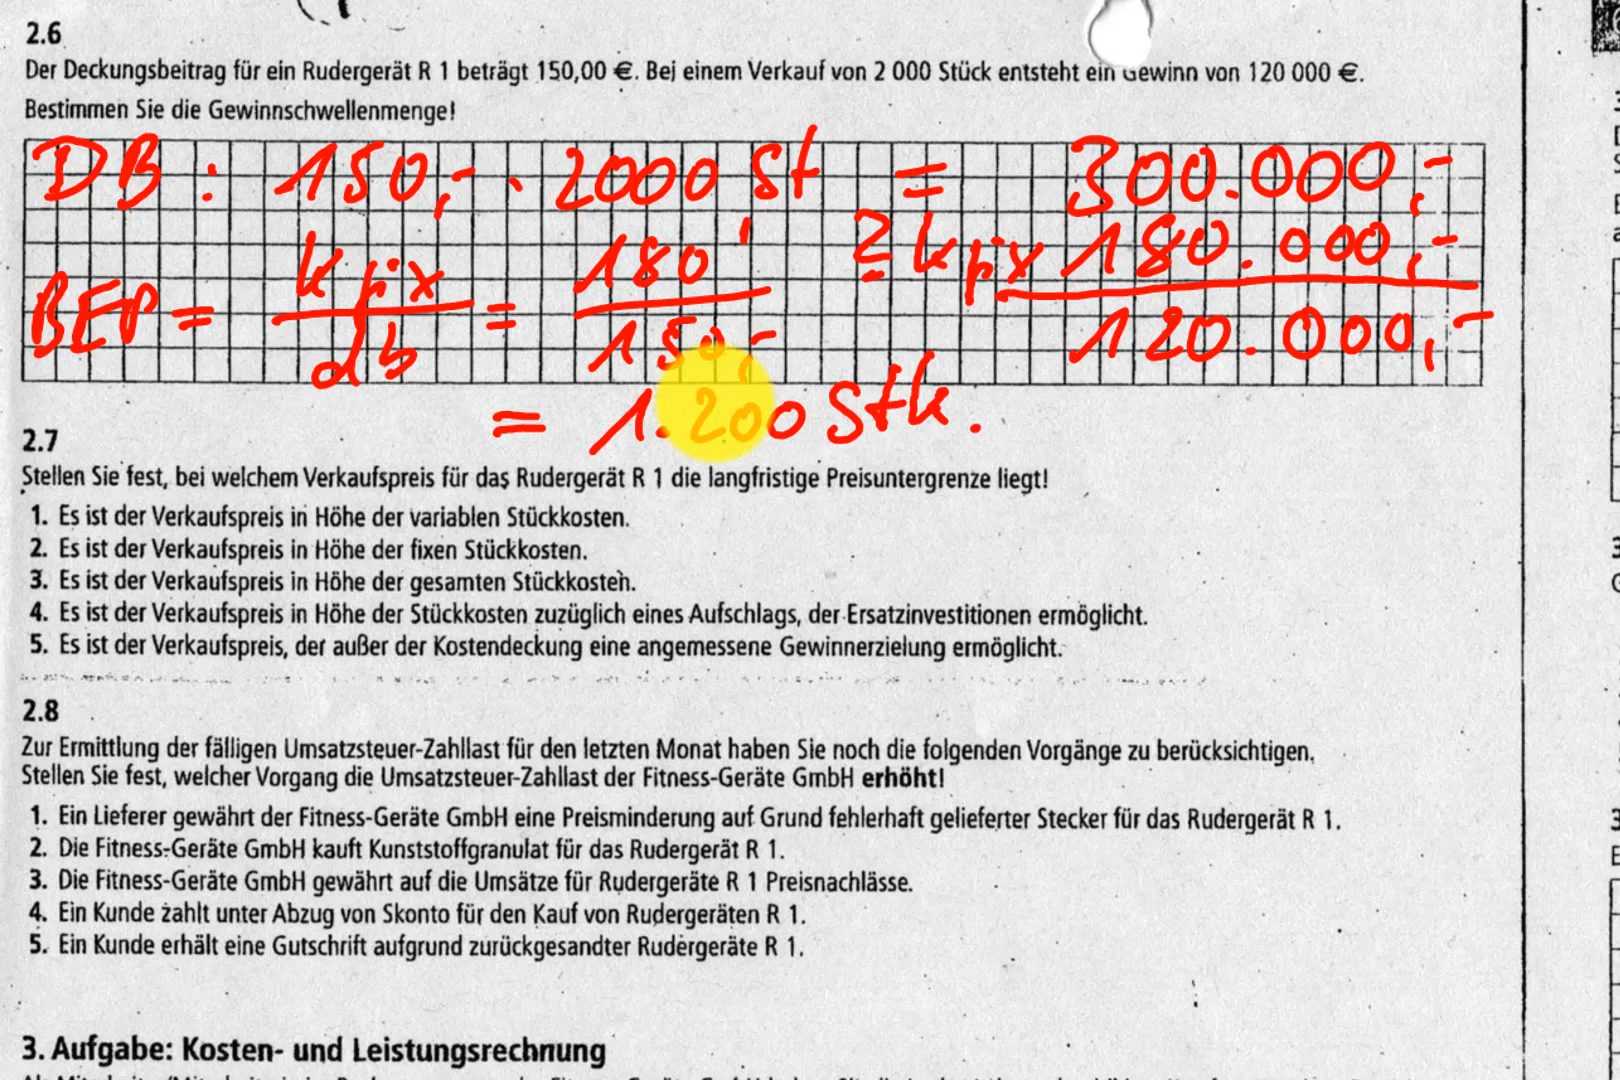 2.6
Der Deckungsbeitrag für ein Rudergerät R 1 beträgt 150,00 €. Bei einem Verkauf von 2 000 Stück entsteht ein Gewinn von 120 000 €.
Bestimmen Sie die Gewinnschwellenmenge!
DB : 150,- · 2000 St = 300.000,-
? kfix 180.000,-
120.000,-
BEP = kfix / db = 180' / 150,-
= 1.200 Stk.
2.7
Stellen Sie fest, bei welchem Verkaufspreis für das Rudergerät R 1 die langfristige Preisuntergrenze liegt!
1. Es ist der Verkaufspreis in Höhe der variablen Stückkosten.
2. Es ist der Verkaufspreis in Höhe der fixen Stückkosten.
3. Es ist der Verkaufspreis in Höhe der gesamten Stückkosten.
4. Es ist der Verkaufspreis in Höhe der Stückkosten zuzüglich eines Aufschlags, der Ersatzinvestitionen ermöglicht.
5. Es ist der Verkaufspreis, der außer der Kostendeckung eine angemessene Gewinnerzielung ermöglicht.
2.8
Zur Ermittlung der fälligen Umsatzsteuer-Zahllast für den letzten Monat haben Sie noch die folgenden Vorgänge zu berücksichtigen.
Stellen Sie fest, welcher Vorgang die Umsatzsteuer-Zahllast der Fitness-Geräte GmbH erhöht!
1. Ein Lieferer gewährt der Fitness-Geräte GmbH eine Preisminderung auf Grund fehlerhaft gelieferter Stecker für das Rudergerät R 1.
2. Die Fitness-Geräte GmbH kauft Kunststoffgranulat für das Rudergerät R 1.
3. Die Fitness-Geräte GmbH gewährt auf die Umsätze für Rudergeräte R 1 Preisnachlässe.
4. Ein Kunde zahlt unter Abzug von Skonto für den Kauf von Rudergeräten R 1.
5. Ein Kunde erhält eine Gutschrift aufgrund zurückgesandter Rudergeräte R 1.
3. Aufgabe: Kosten- und Leistungsrechnung